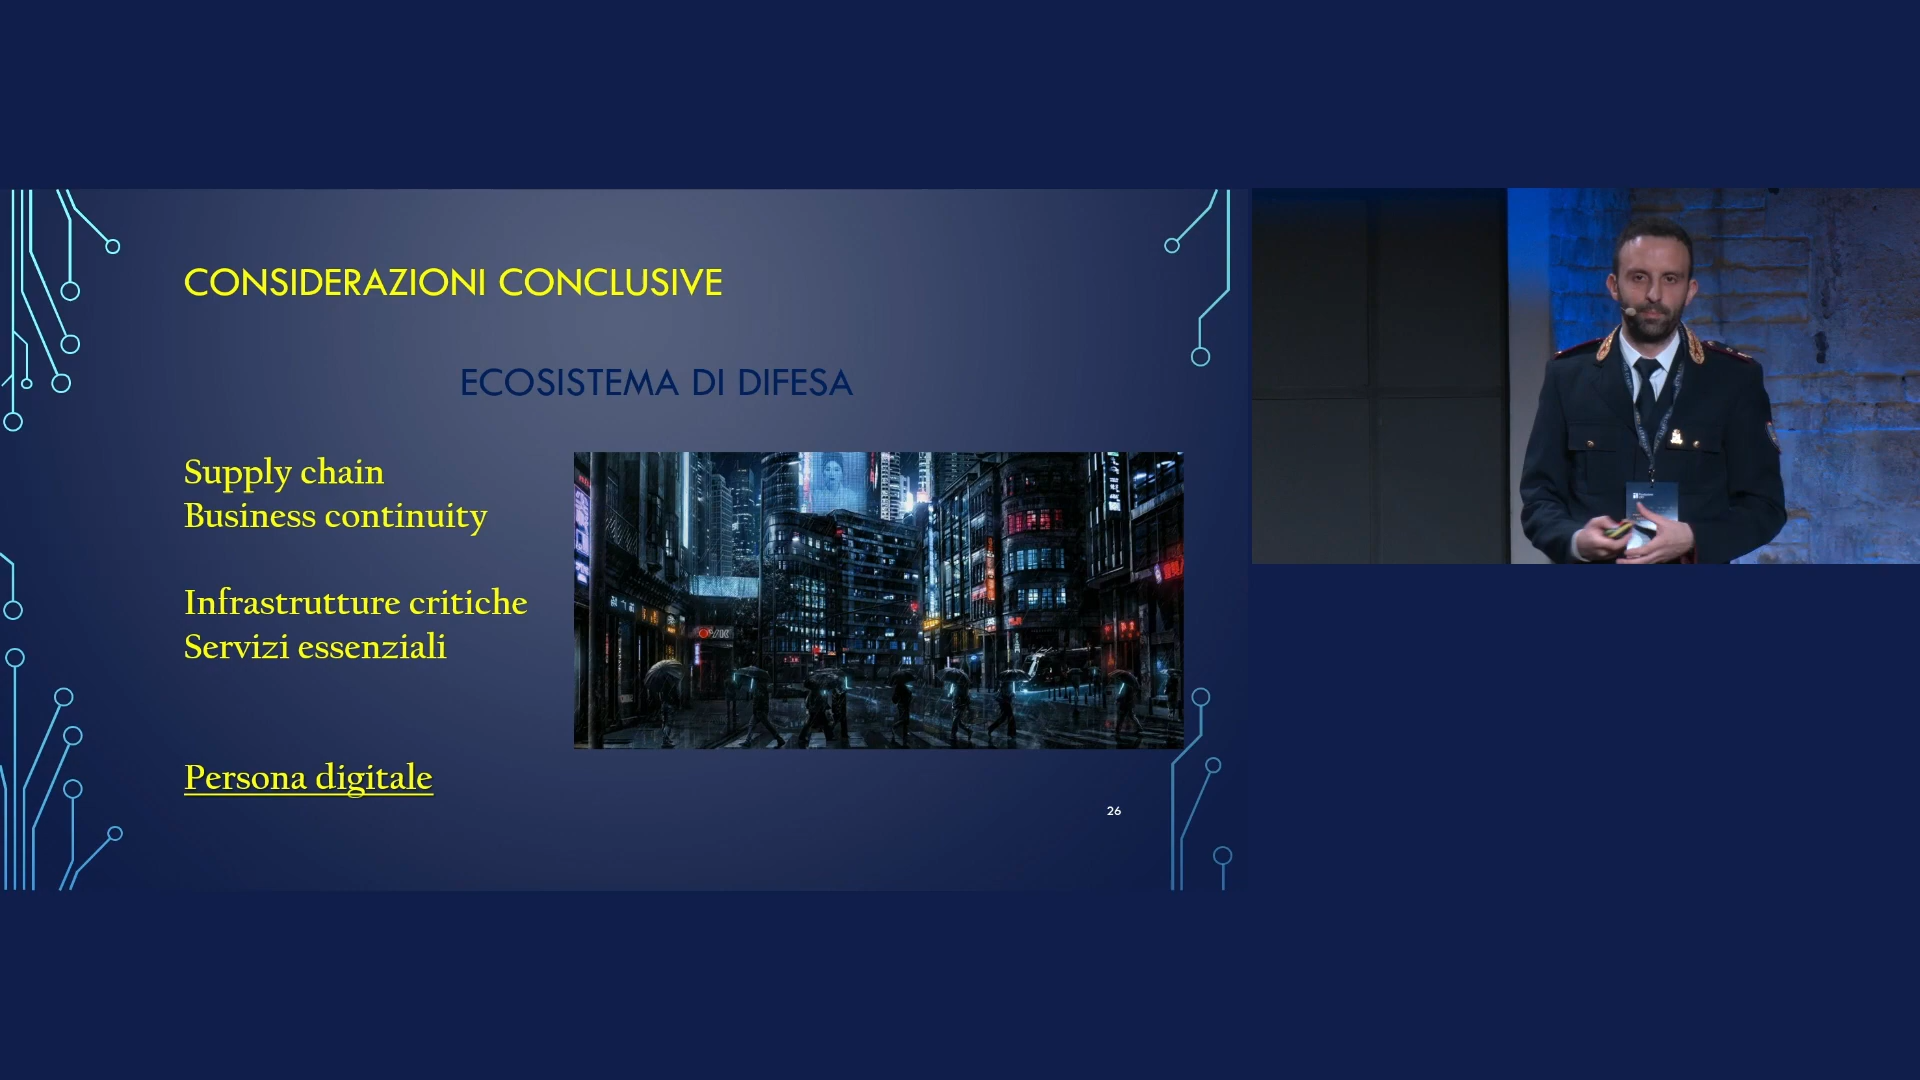 CONSIDERAZIONI CONCLUSIVE
ECOSISTEMA DI DIFESA
Supply chain
Business continuity
Infrastrutture critiche
Servizi essenziali
Persona digitale
26